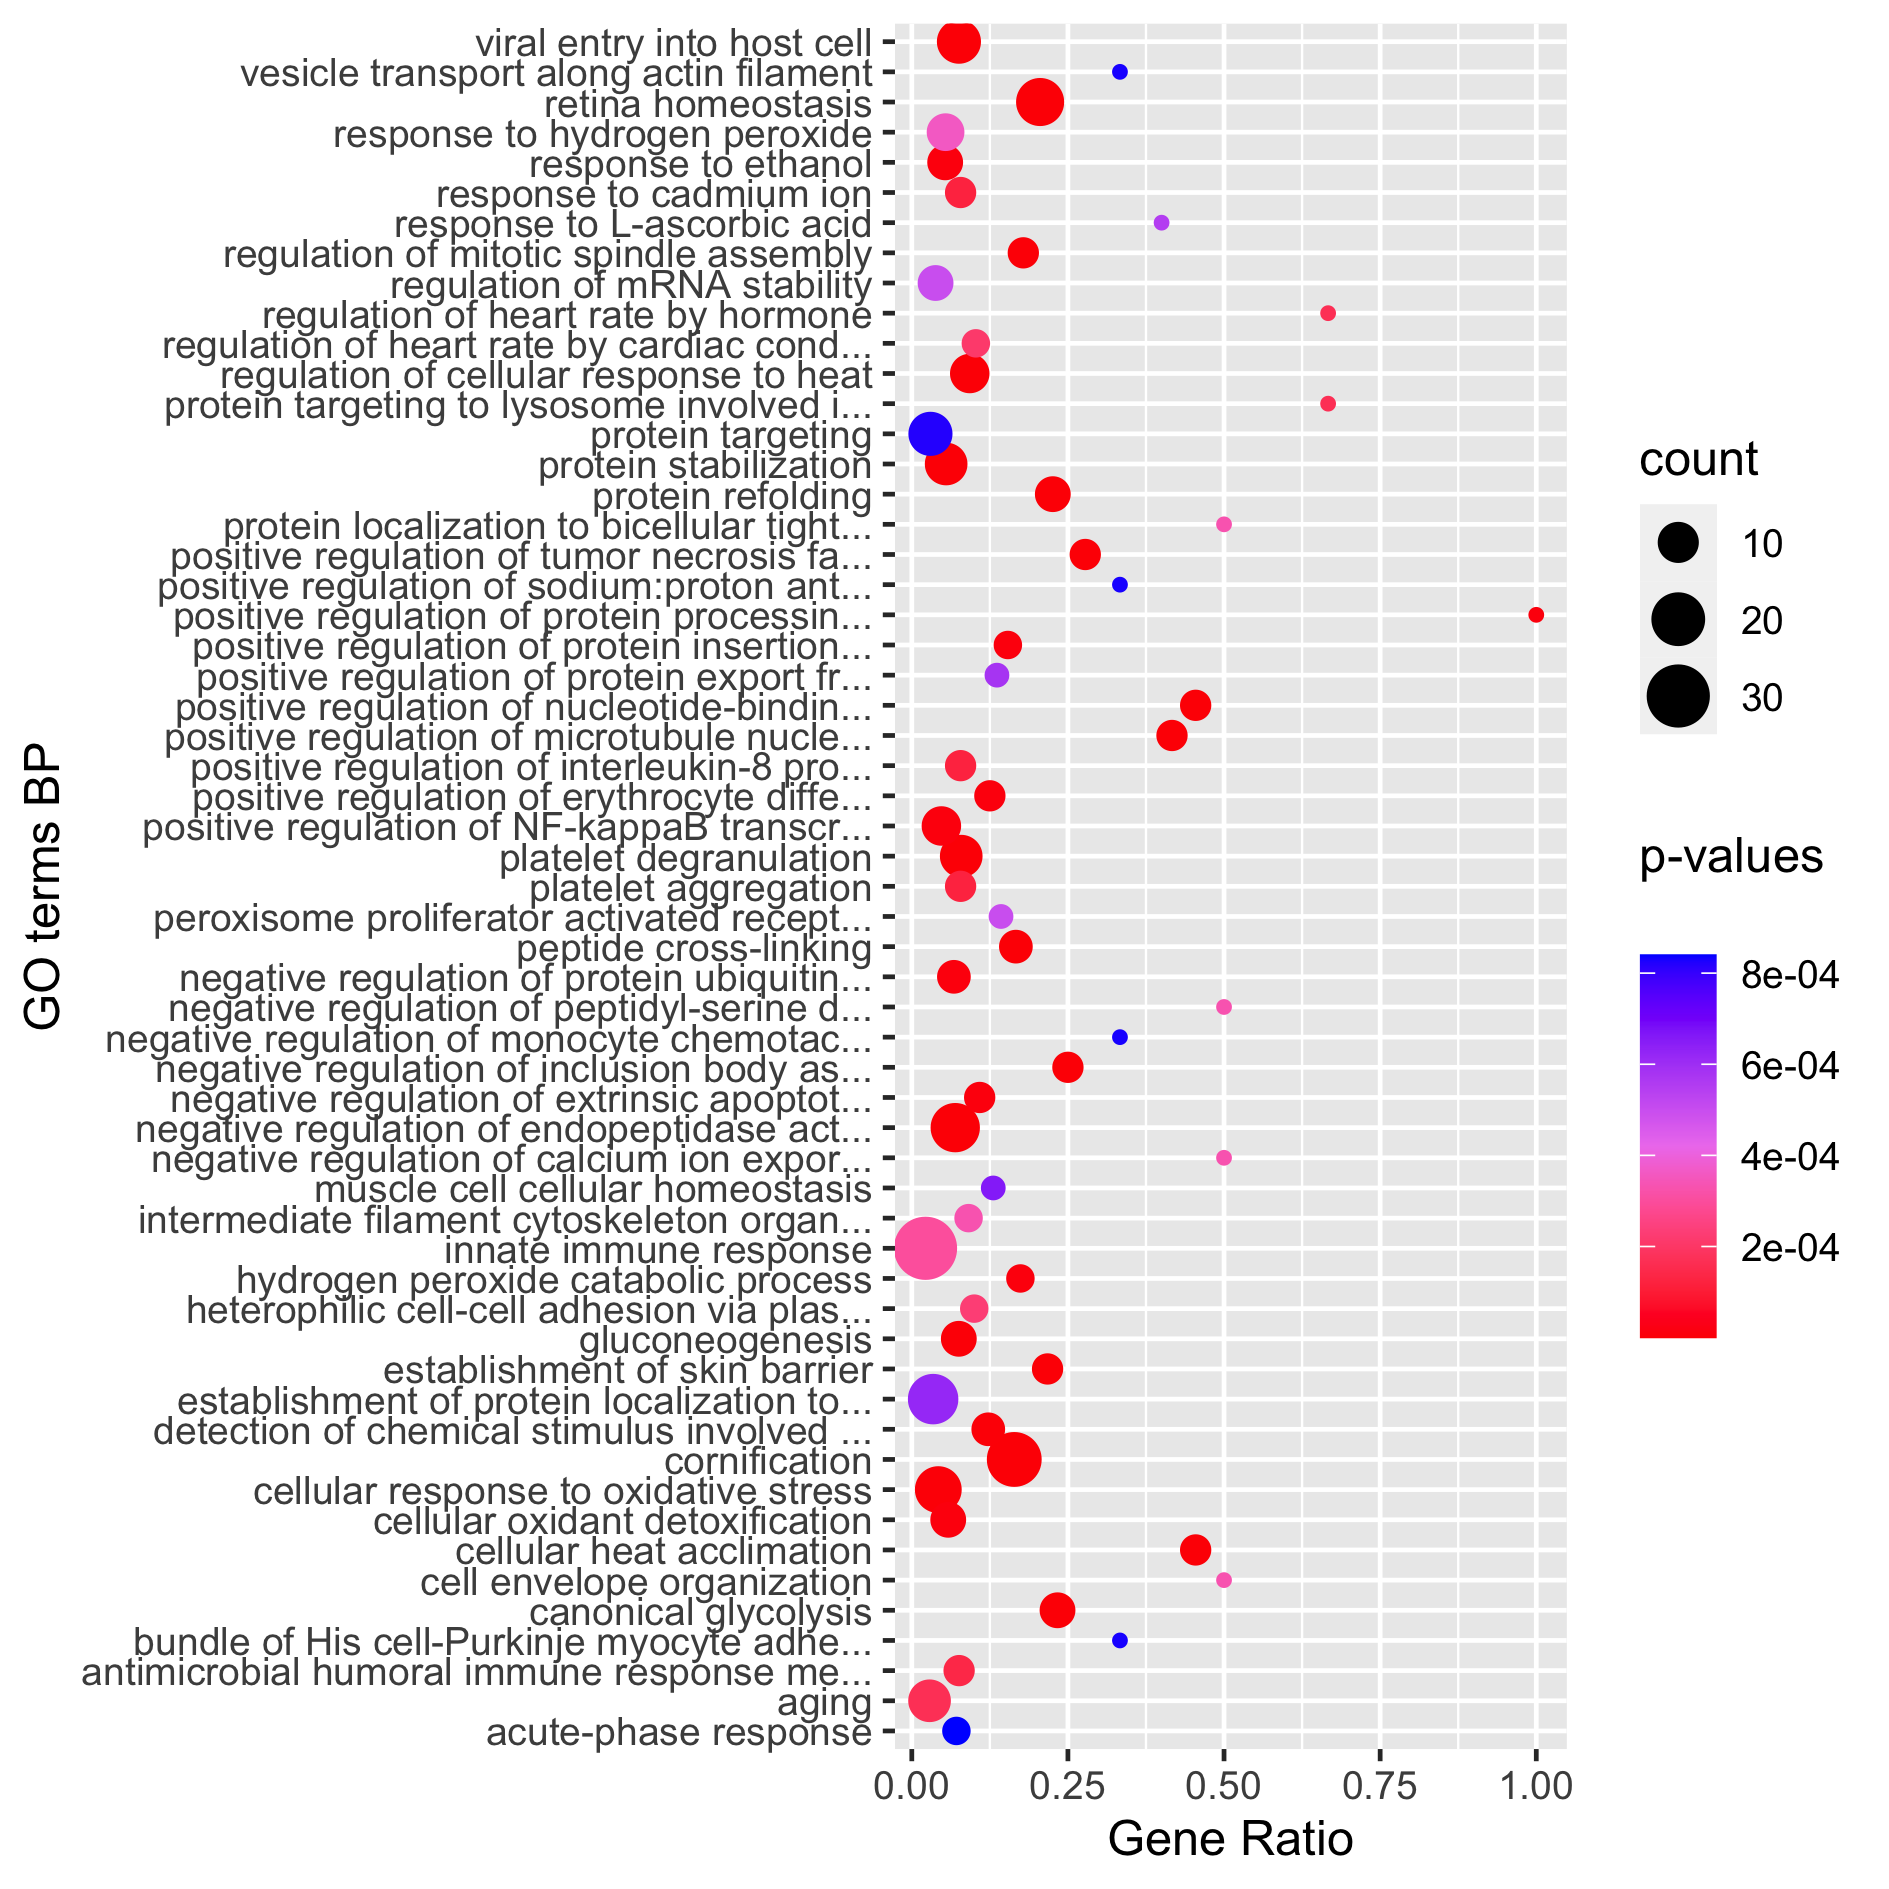 viral entry into host cell
vesicle transport along actin filament
retina homeostasis
response to hydrogen peroxide
response to ethanol
response to cadmium ion
response to L-ascorbic acid
regulation of mitotic spindle assembly
regulation of mRNA stability
regulation of heart rate by hormone
regulation of heart rate by cardiac cond...
regulation of cellular response to heat
protein targeting to lysosome involved i...
protein targeting
protein stabilization
protein refolding
protein localization to bicellular tight...
positive regulation of tumor necrosis fa...
positive regulation of sodium:proton ant...
positive regulation of protein processin...
positive regulation of protein insertion...
positive regulation of protein export fr...
positive regulation of nucleotide-bindin...
positive regulation of microtubule nucle...
positive regulation of interleukin-8 pro...
positive regulation of erythrocyte diffe...
positive regulation of NF-kappaB transcr...
platelet degranulation
platelet aggregation
peroxisome proliferator activated recept...
peptide cross-linking
negative regulation of protein ubiquitin...
negative regulation of peptidyl-serine d...
negative regulation of monocyte chemotac...
negative regulation of inclusion body as...
negative regulation of extrinsic apoptot...
negative regulation of endopeptidase act...
negative regulation of calcium ion expor...
muscle cell cellular homeostasis
intermediate filament cytoskeleton organ...
innate immune response
hydrogen peroxide catabolic process
heterophilic cell-cell adhesion via plas...
gluconeogenesis
establishment of skin barrier
establishment of protein localization to...
detection of chemical stimulus involved ...
cornification
cellular response to oxidative stress
cellular oxidant detoxification
cellular heat acclimation
cell envelope organization
canonical glycolysis
bundle of His cell-Purkinje myocyte adhe...
antimicrobial humoral immune response me...
aging
acute-phase response
GO terms BP
0.00 0.25 0.50 0.75 1.00
Gene Ratio
count
10
20
30
p-values
8e-04
6e-04
4e-04
2e-04